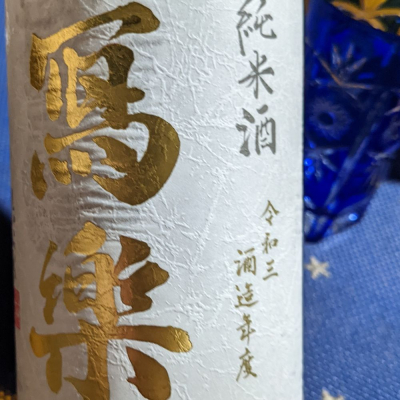 純米酒
寫樂
令和三
酒造年度